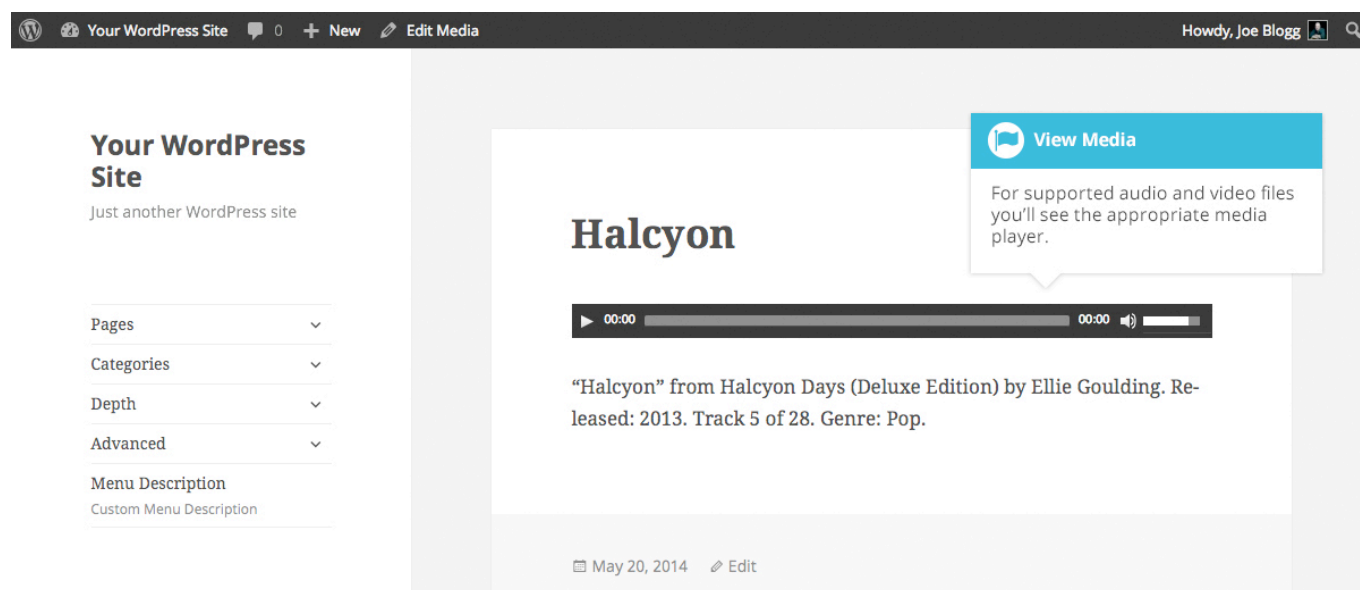 Your WordPress Site 0 New Edit Media Howdy, Joe Blogg
Your WordPress
Site
Just another WordPress site
Pages
Categories
Depth
Advanced
Menu Description
Custom Menu Description
View Media
For supported audio and video files
you’ll see the appropriate media
player.
Halcyon
00:00 00:00
“Halcyon” from Halcyon Days (Deluxe Edition) by Ellie Goulding. Re-
leased: 2013. Track 5 of 28. Genre: Pop.
May 20, 2014 Edit